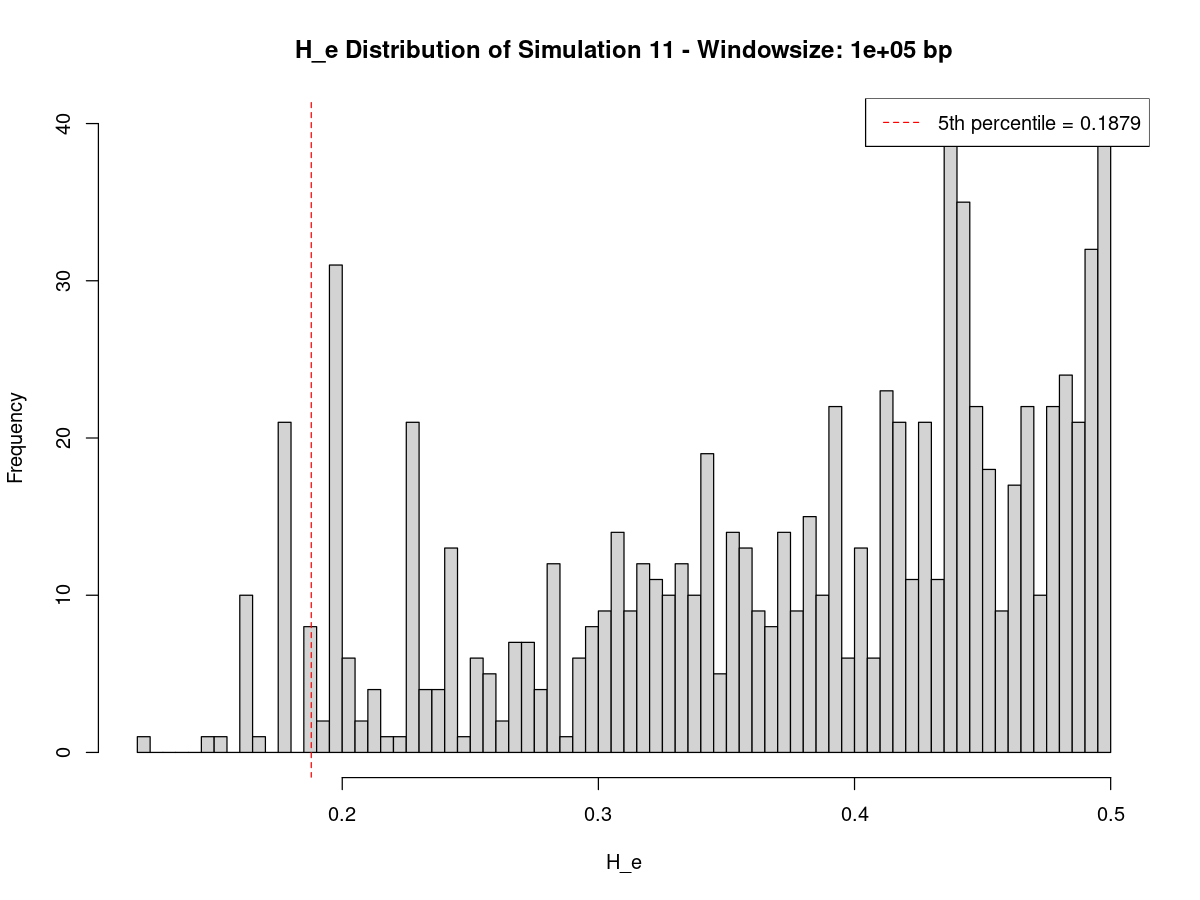 H_e Distribution of Simulation 11 - Windowsize: 1e+05 bp
5th percentile = 0.1879
Frequency
40
30
20
10
0
0.2 0.3 0.4 0.5
H_e